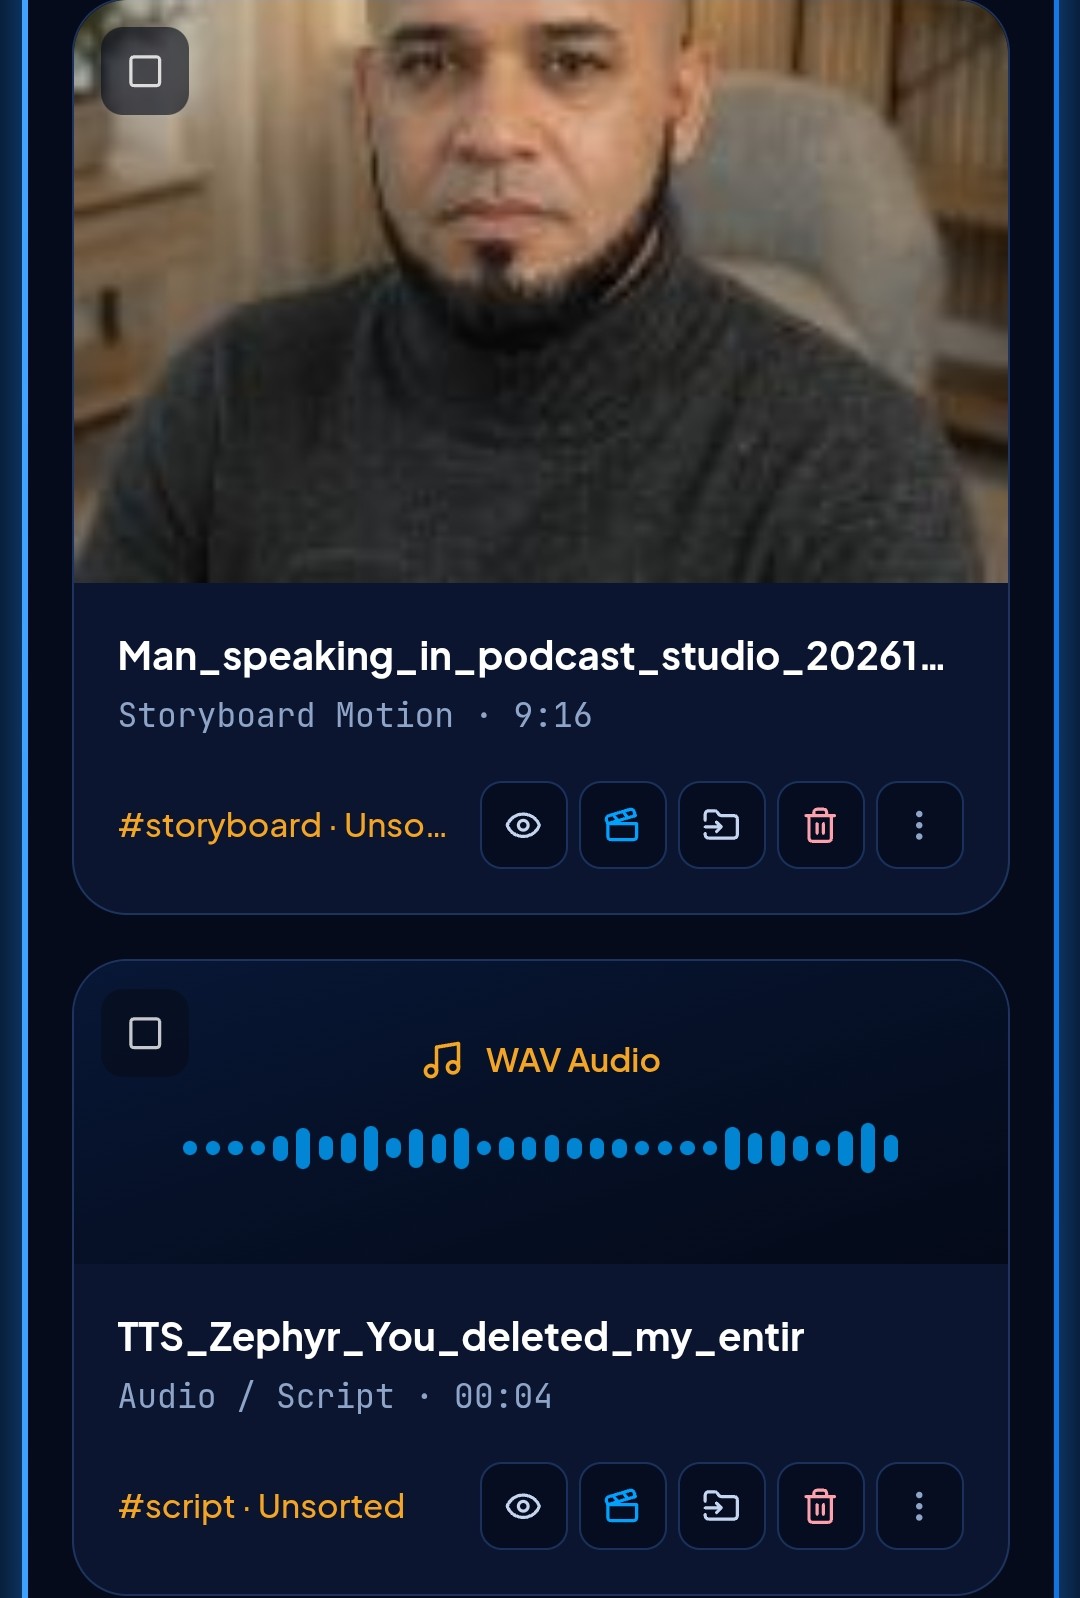 Man_speaking_in_podcast_studio_20261...
Storyboard Motion · 9:16
#storyboard · Unso...
WAV Audio
TTS_Zephyr_You_deleted_my_entir
Audio / Script · 00:04
#script · Unsorted